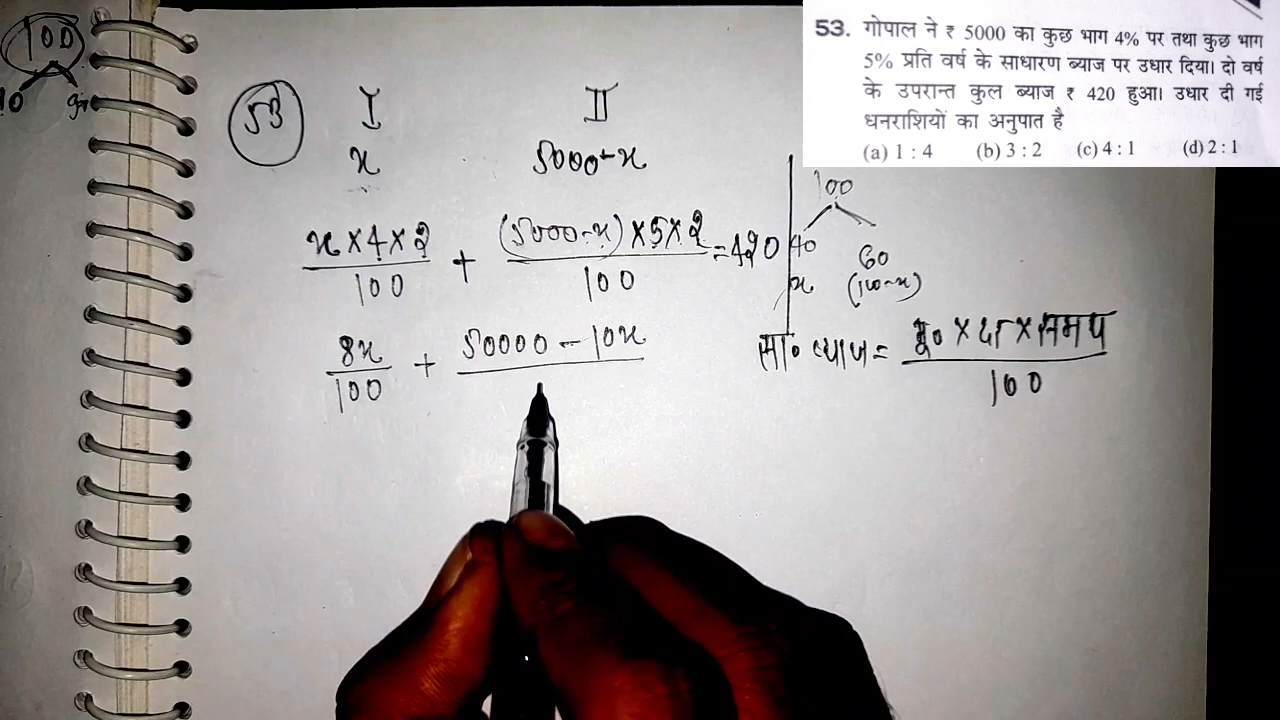 53. गोपाल ने ₹ 5000 का कुछ भाग 4% पर तथा कुछ भाग
5% प्रति वर्ष के साधारण ब्याज पर उधार दिया। दो वर्ष
के उपरान्त कुल ब्याज ₹ 420 हुआ। उधार दी गई
धनराशियों का अनुपात है
(a) 1 : 4 (b) 3 : 2 (c) 4 : 1 (d) 2 : 1
100
10
53 I II
x 5000-x
x×4×2/100 + (5000-x)×5×2/100 =420
8x/100 + 50000-10x
100
40 60
x (100-x)
सा० ब्याज = मू०×दर×समय/100